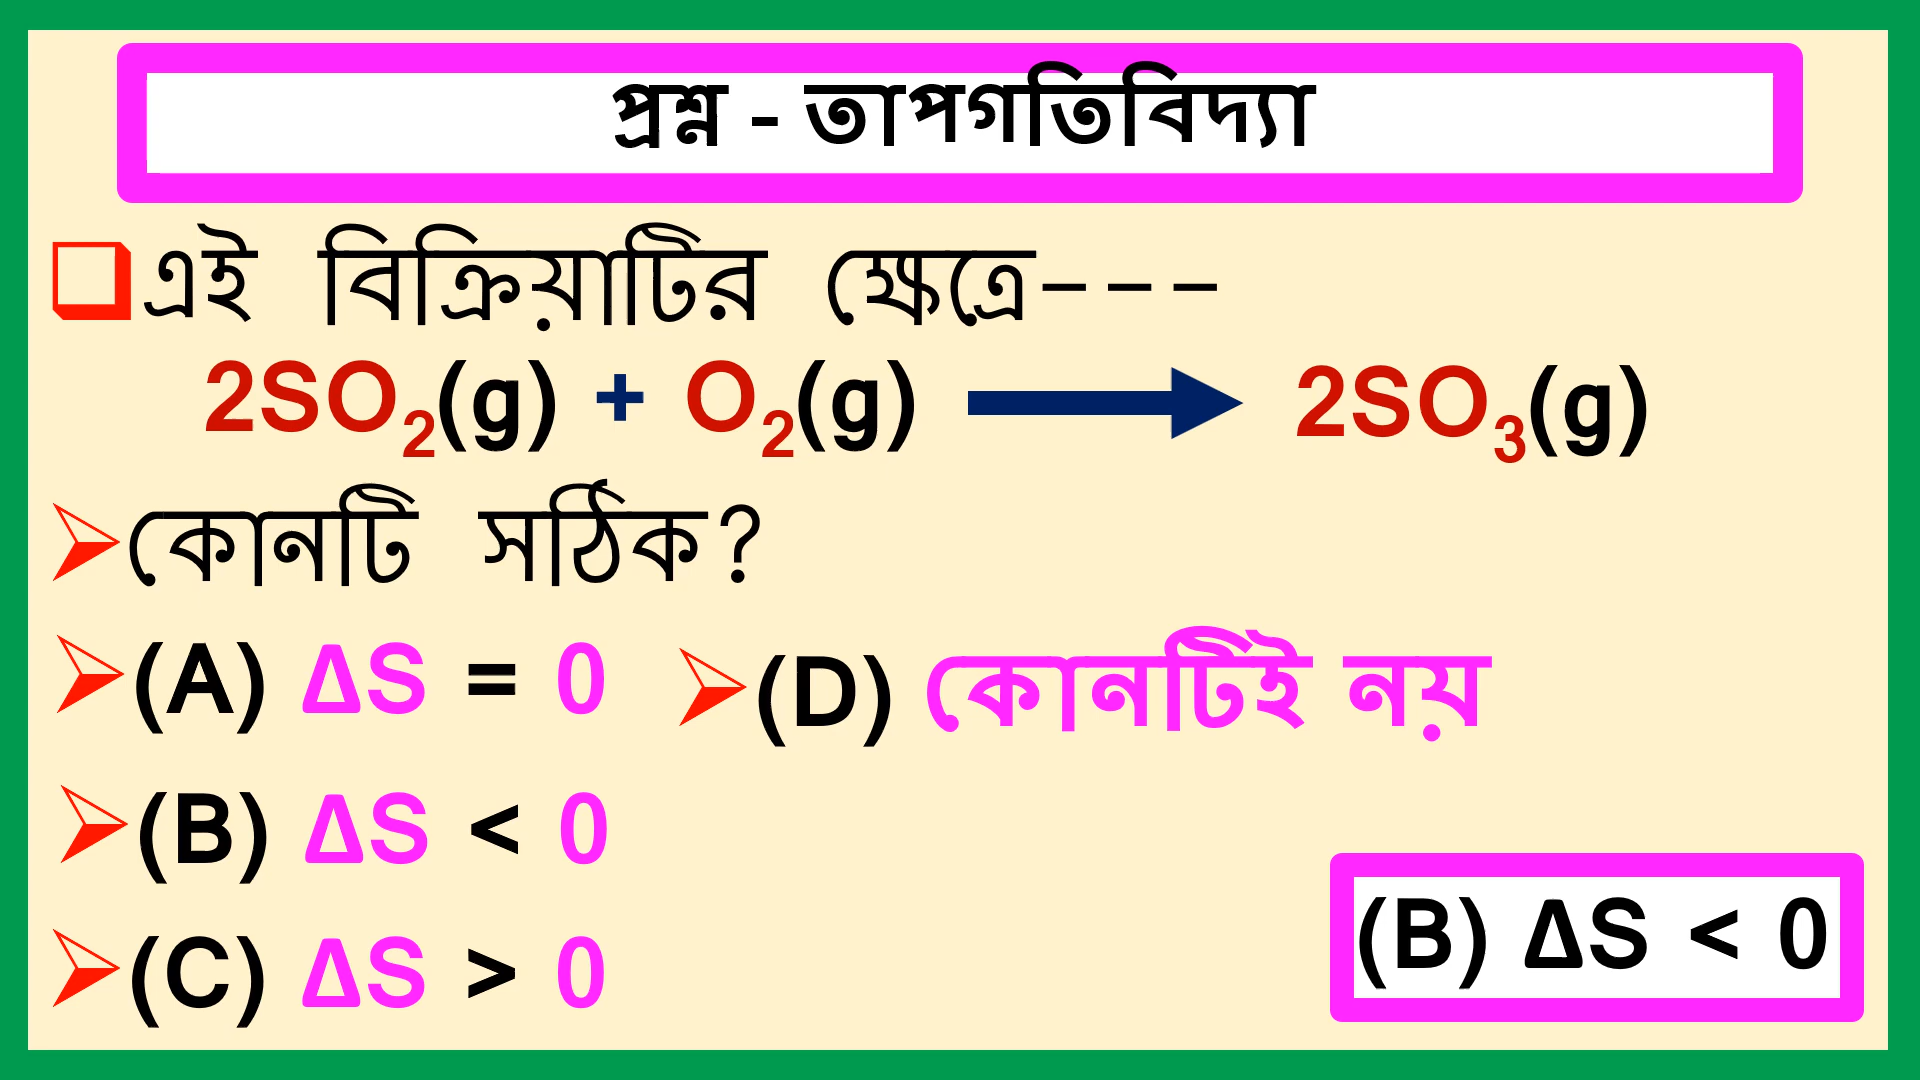 প্রশ্ন - তাপগতিবিদ্যা
এই বিক্রিয়াটির ক্ষেত্রে---
2SO₂(g) + O₂(g) → 2SO₃(g)
কোনটি সঠিক?
(A) ΔS = 0
(D) কোনটিই নয়
(B) ΔS < 0
(C) ΔS > 0
(B) ΔS < 0